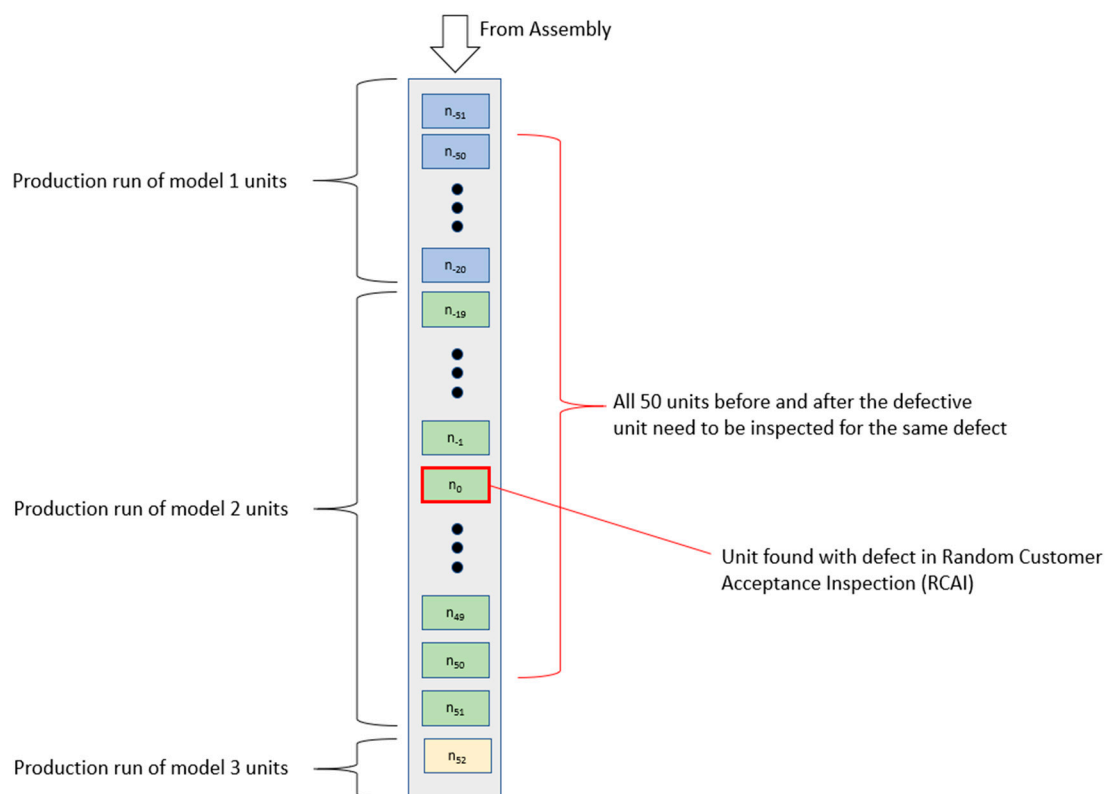 From Assembly
n-51
n-50
Production run of model 1 units
n-20
n-19
All 50 units before and after the defective
unit need to be inspected for the same defect
n-1
n0
Production run of model 2 units
Unit found with defect in Random Customer
Acceptance Inspection (RCAI)
n49
n50
n51
n52
Production run of model 3 units